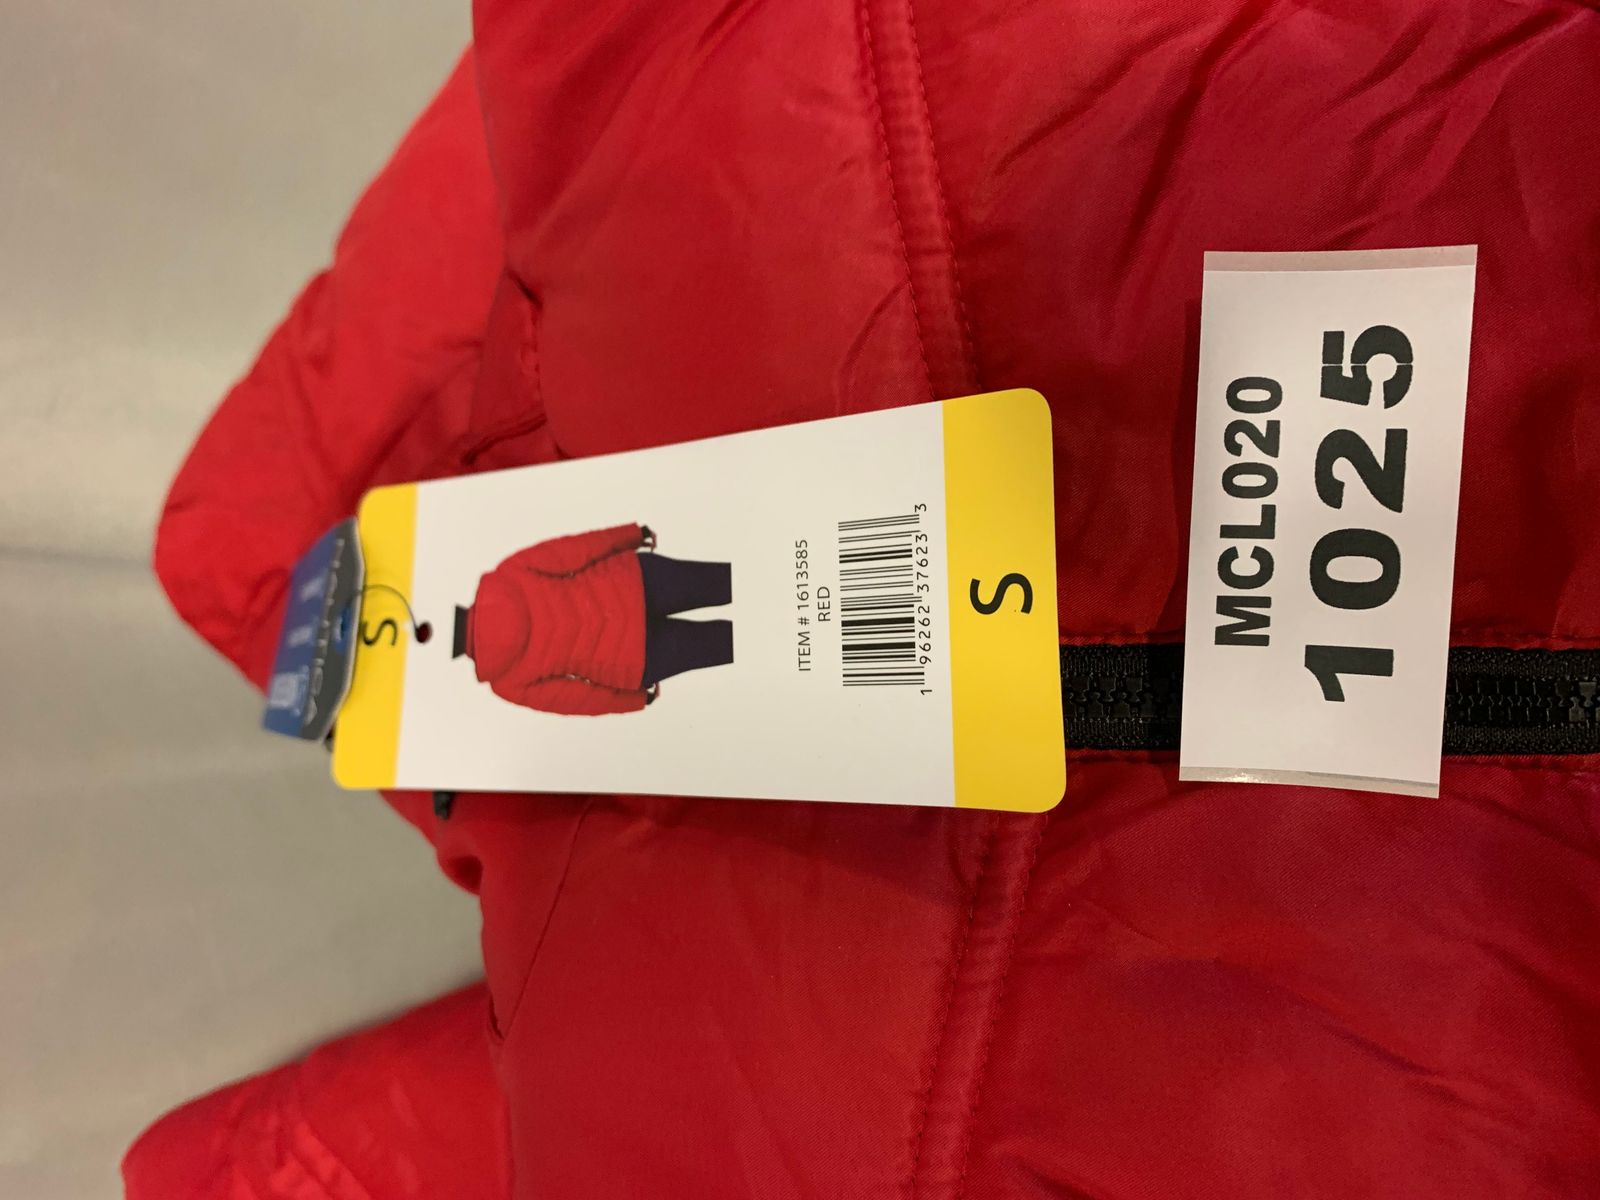 S
ITEM # 1613585
RED
1 96262 37623 3
S
MCL020
1025